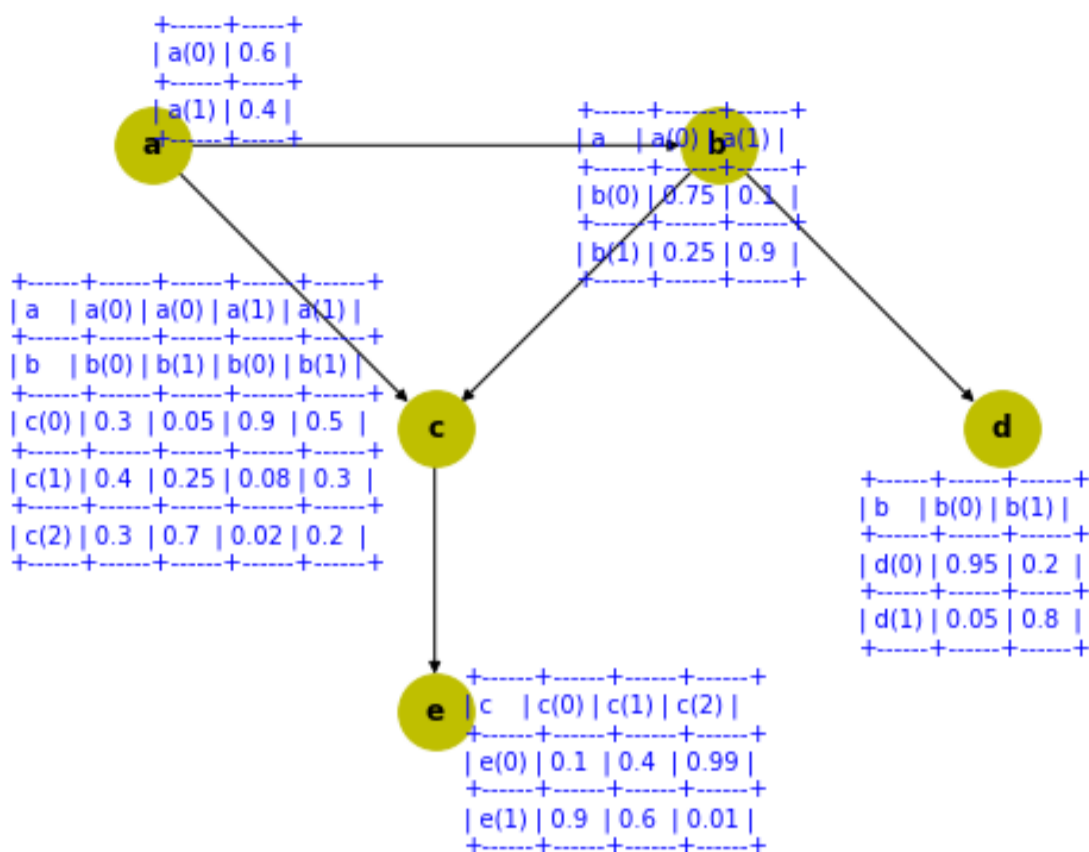 +------+-----+
| a(0) | 0.6 |
+------+-----+
| a(1) | 0.4 |
+------+-----+
a
+------+------+------+
| a | a(0) | a(1) |
+------+------+------+
| b(0) | 0.75 | 0.1 |
+------+------+------+
| b(1) | 0.25 | 0.9 |
+------+------+------+
b
+------+------+------+------+------+
| a | a(0) | a(0) | a(1) | a(1) |
+------+------+------+------+------+
| b | b(0) | b(1) | b(0) | b(1) |
+------+------+------+------+------+
| c(0) | 0.3 | 0.05 | 0.9 | 0.5 |
+------+------+------+------+------+
| c(1) | 0.4 | 0.25 | 0.08 | 0.3 |
+------+------+------+------+------+
| c(2) | 0.3 | 0.7 | 0.02 | 0.2 |
+------+------+------+------+------+
c
d
+------+------+------+
| b | b(0) | b(1) |
+------+------+------+
| d(0) | 0.95 | 0.2 |
+------+------+------+
| d(1) | 0.05 | 0.8 |
+------+------+------+
e
+------+------+------+------+
| c | c(0) | c(1) | c(2) |
+------+------+------+------+
| e(0) | 0.1 | 0.4 | 0.99 |
+------+------+------+------+
| e(1) | 0.9 | 0.6 | 0.01 |
+------+------+------+------+